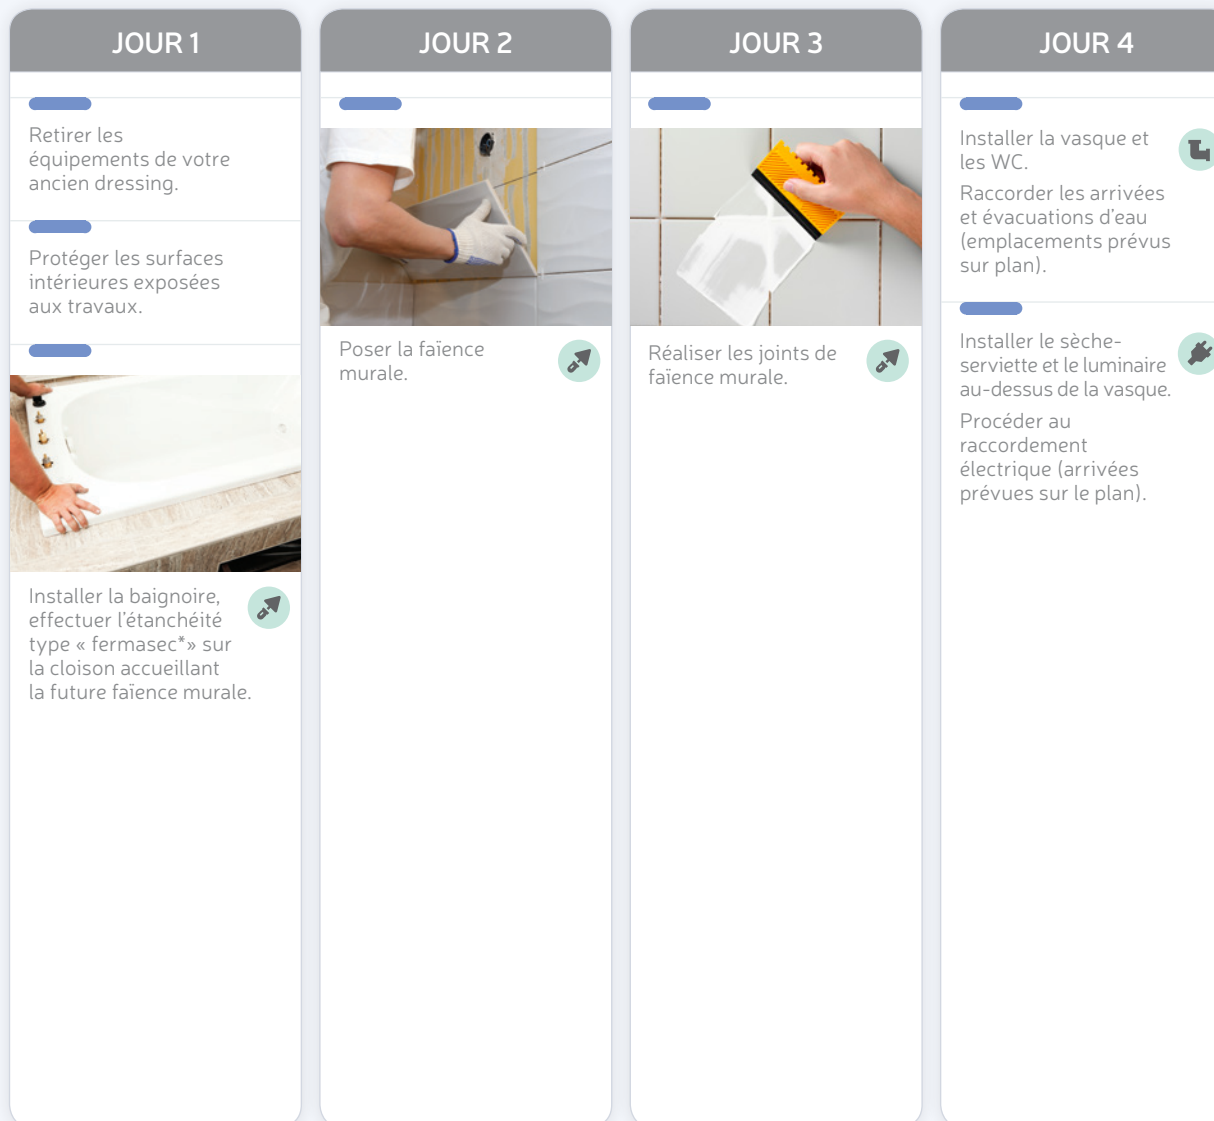 JOUR 1
Retirer les
équipements de votre
ancien dressing.
Protéger les surfaces
intérieures exposées
aux travaux.
Installer la baignoire,
effectuer l'étanchéité
type « fermasec*» sur
la cloison accueillant
la future faïence murale.
JOUR 2
Poser la faïence
murale.
JOUR 3
Réaliser les joints de
faïence murale.
JOUR 4
Installer la vasque et
les WC.
Raccorder les arrivées
et évacuations d'eau
(emplacements prévus
sur plan).
Installer le sèche-
serviette et le luminaire
au-dessus de la vasque.
Procéder au
raccordement
électrique (arrivées
prévues sur le plan).